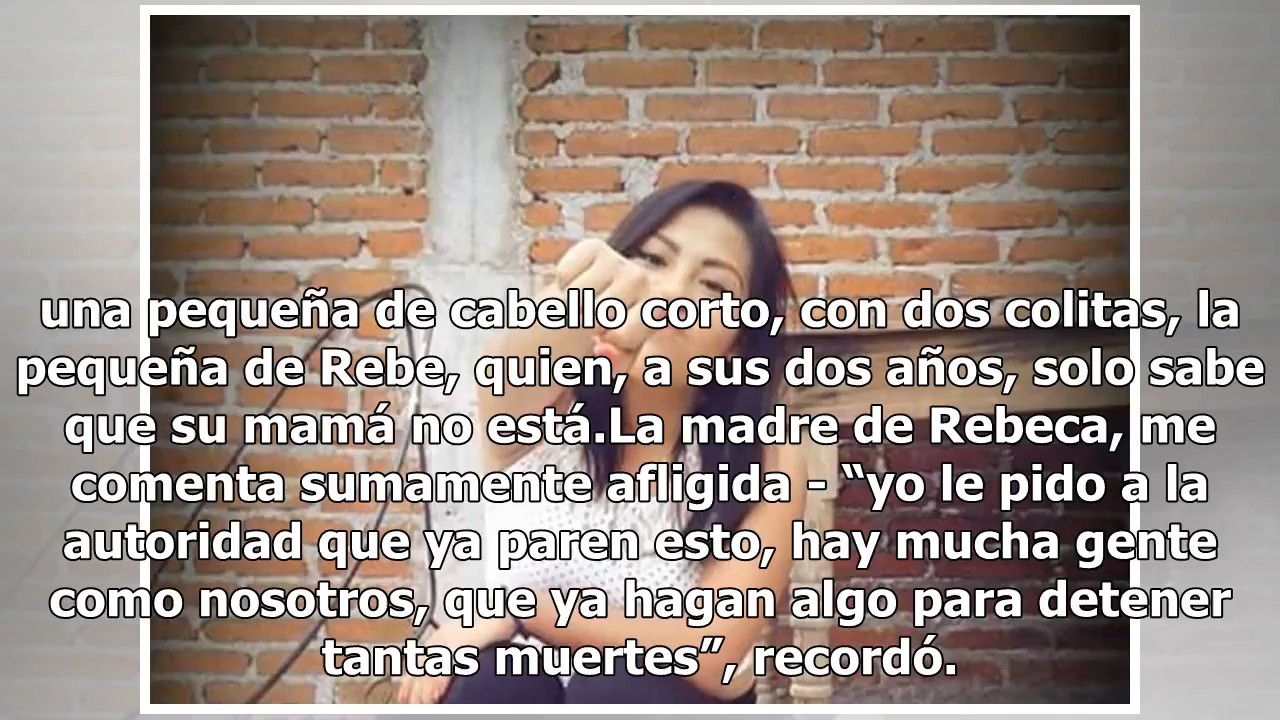 una pequeña de cabello corto, con dos colitas, la
pequeña de Rebe, quien, a sus dos años, solo sabe
que su mamá no está.La madre de Rebeca, me
comenta sumamente afligida - “yo le pido a la
autoridad que ya paren esto, hay mucha gente
como nosotros, que ya hagan algo para detener
tantas muertes”, recordó.